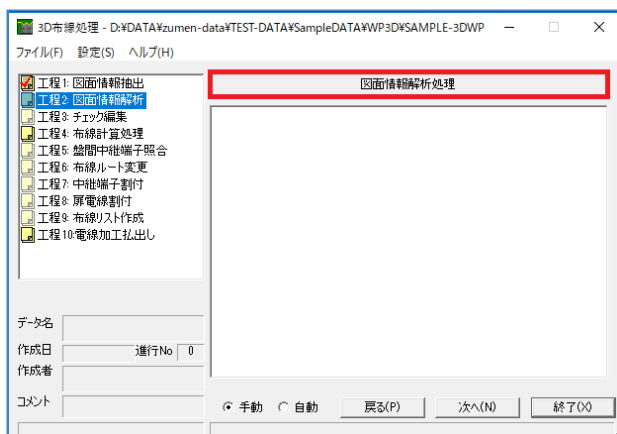 3D布線処理 - D:¥DATA¥zumen-data¥TEST-DATA¥SampleDATA¥WP3D¥SAMPLE-3DWP
ファイル(F) 設定(S) ヘルプ(H)
工程1: 図面情報抽出
工程2: 図面情報解析
工程3: チェック編集
工程4: 布線計算処理
工程5: 盤間中継端子照合
工程6: 布線ルート変更
工程7: 中継端子割付
工程8: 扉電線割付
工程9: 布線リスト作成
工程10:電線加工払出し
図面情報解析処理
データ名
作成日 進行No 0
作成者
コメント
手動 自動 戻る(P) 次へ(N) 終了(X)